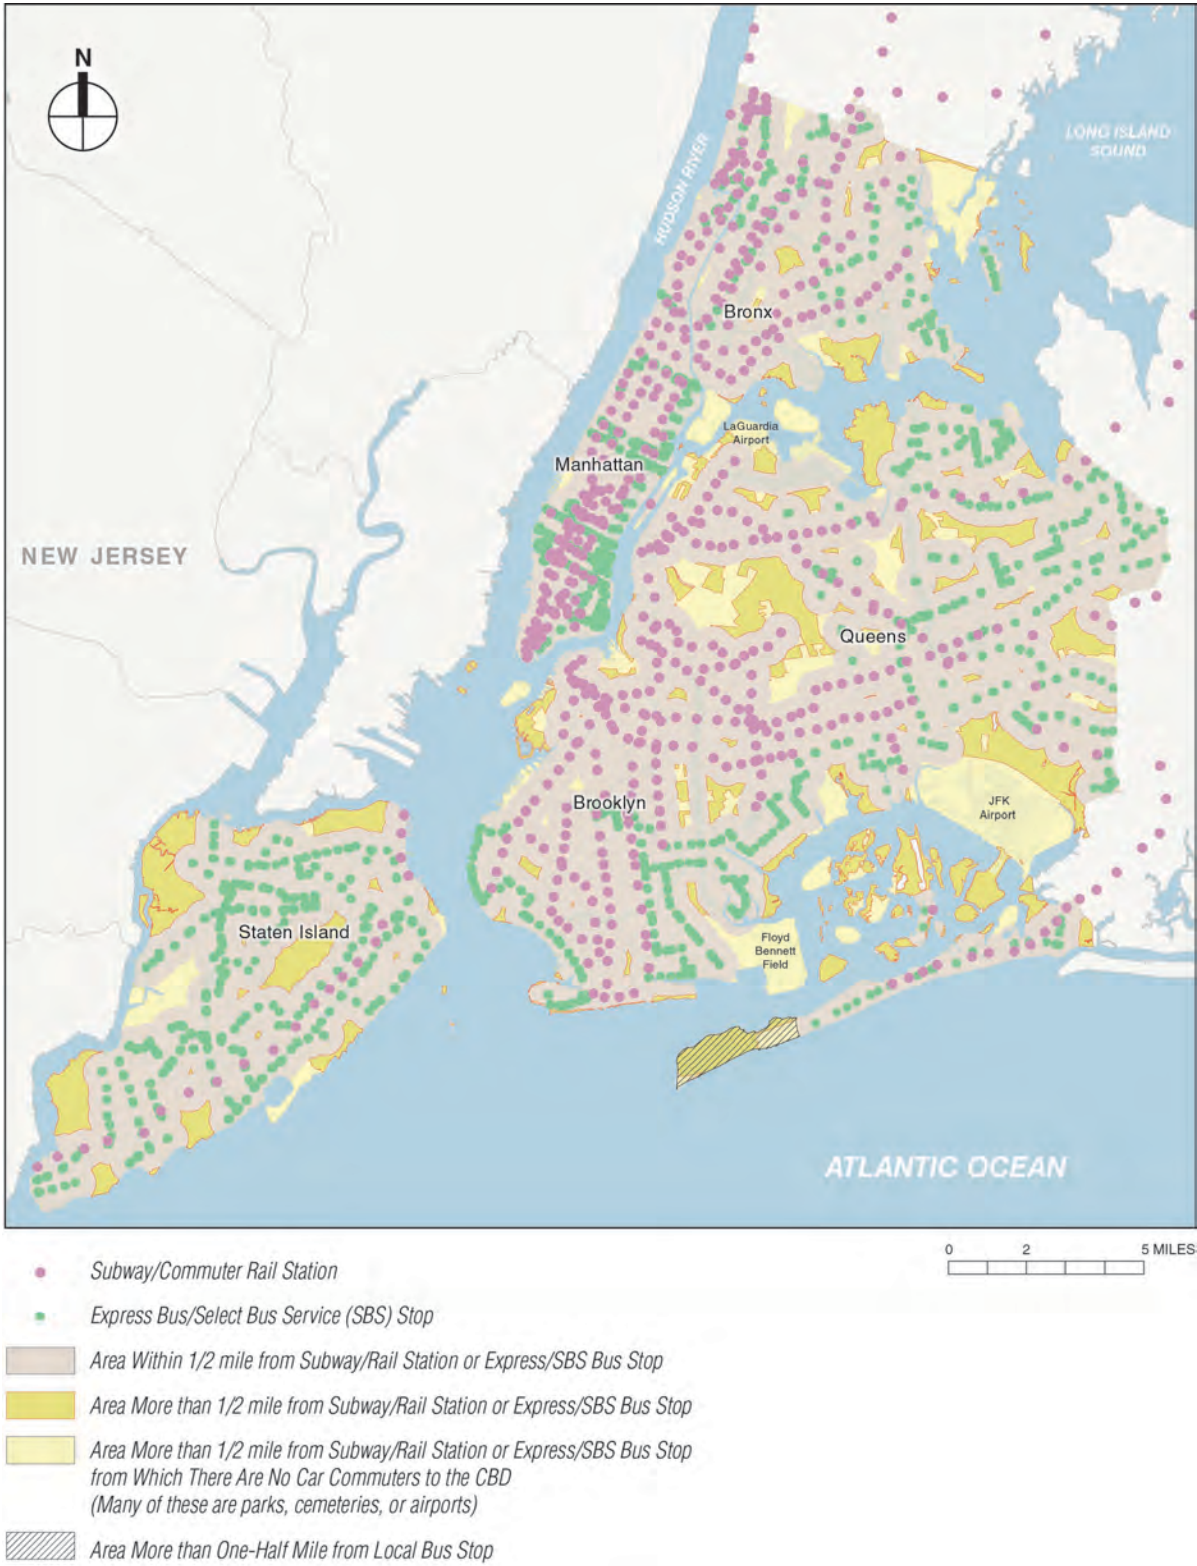 N
LONG ISLAND
SOUND
HUDSON RIVER
Bronx
LaGuardia
Airport
Manhattan
NEW JERSEY
Queens
Brooklyn
JFK
Airport
Staten Island
Floyd
Bennett
Field
ATLANTIC OCEAN
0 2 5 MILES
Subway/Commuter Rail Station
Express Bus/Select Bus Service (SBS) Stop
Area Within 1/2 mile from Subway/Rail Station or Express/SBS Bus Stop
Area More than 1/2 mile from Subway/Rail Station or Express/SBS Bus Stop
Area More than 1/2 mile from Subway/Rail Station or Express/SBS Bus Stop
from Which There Are No Car Commuters to the CBD
(Many of these are parks, cemeteries, or airports)
Area More than One-Half Mile from Local Bus Stop